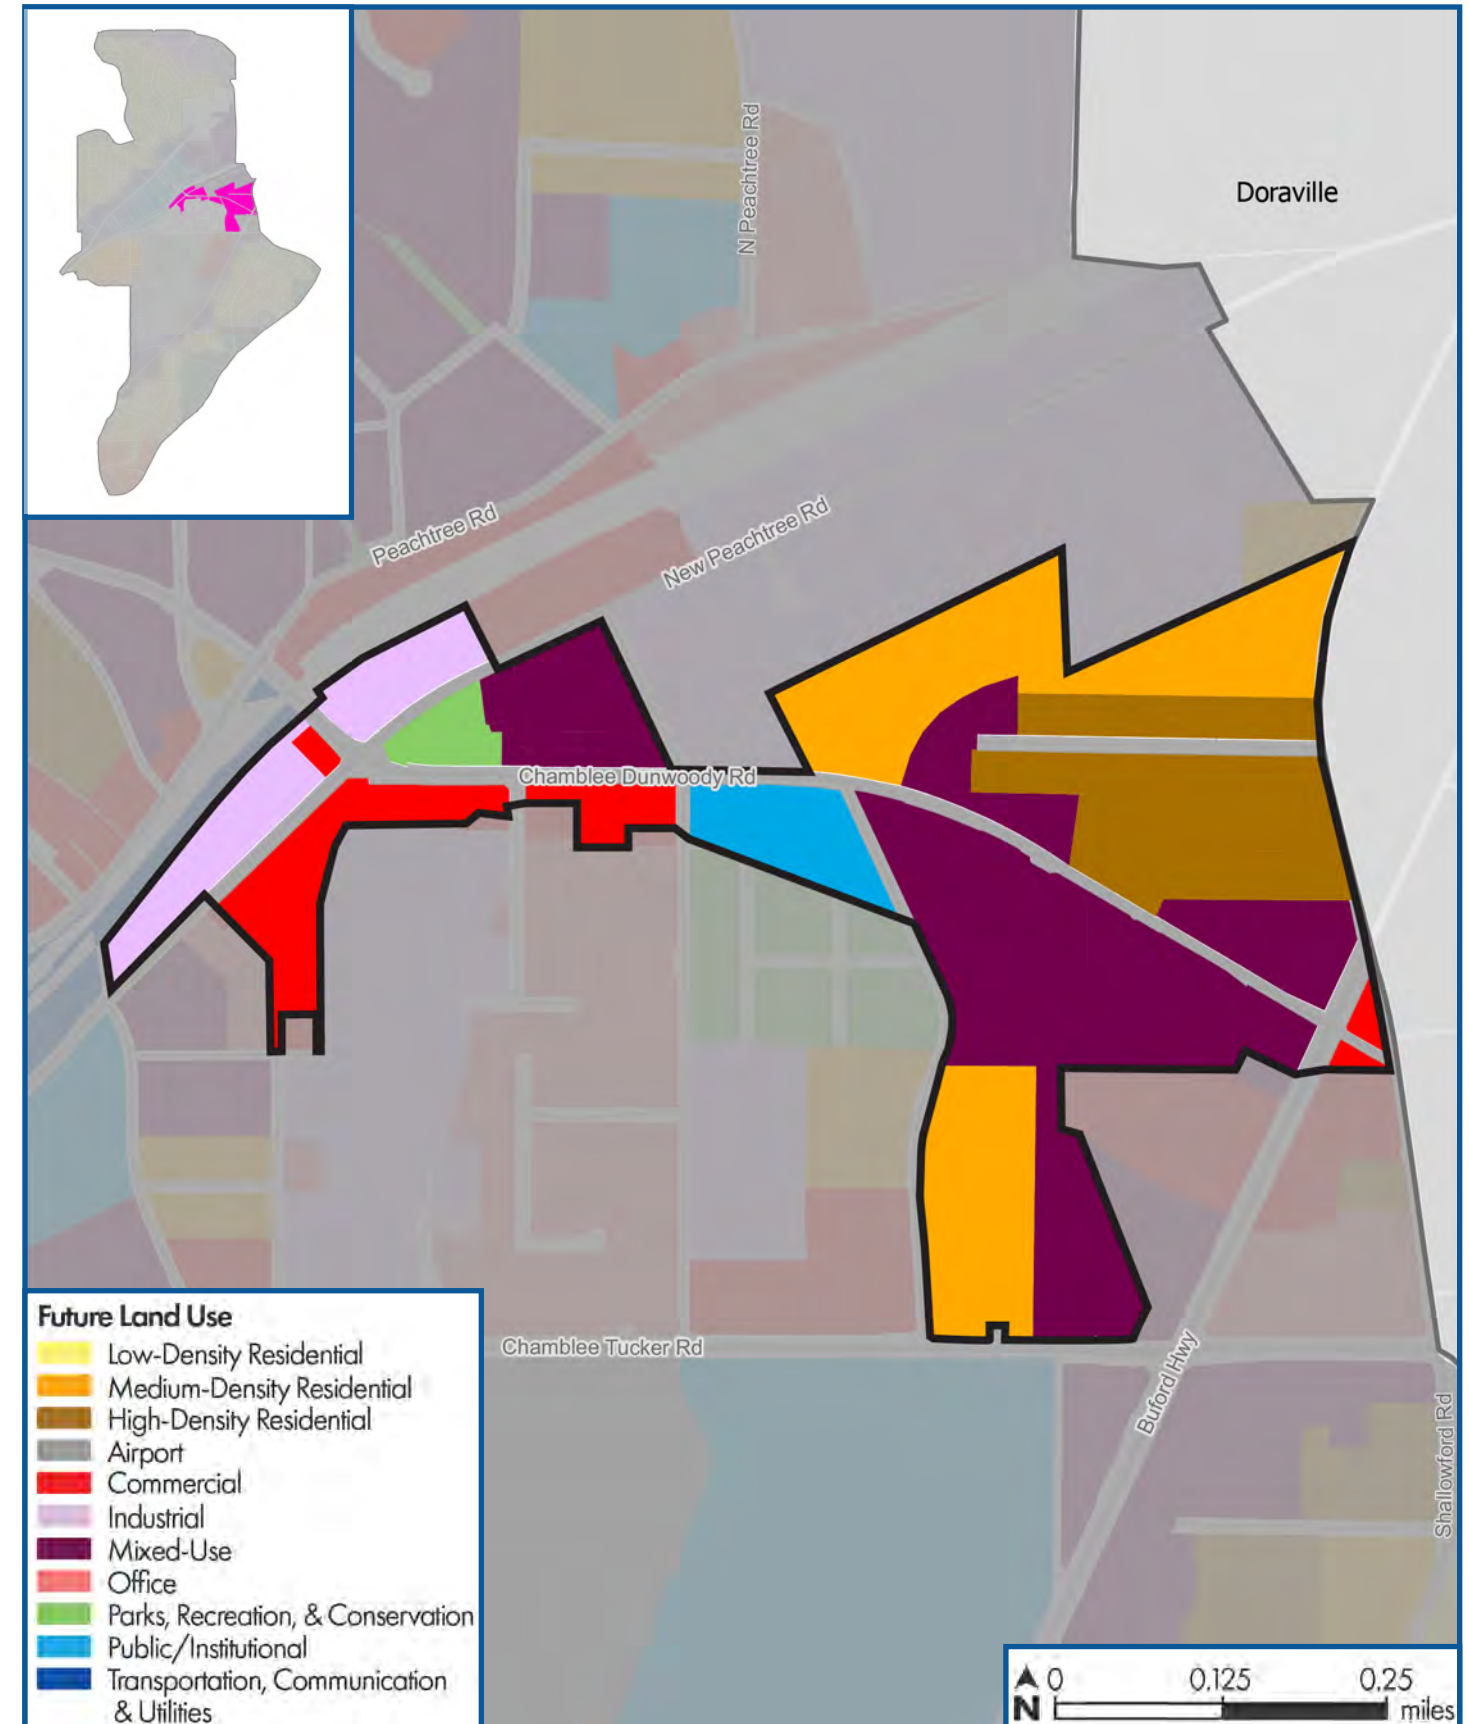 Doraville
N Peachtree Rd
Peachtree Rd
New Peachtree Rd
Chamblee Dunwoody Rd
Chamblee Tucker Rd
Buford Hwy
Shallowford Rd
Future Land Use
Low-Density Residential
Medium-Density Residential
High-Density Residential
Airport
Commercial
Industrial
Mixed-Use
Office
Parks, Recreation, & Conservation
Public/Institutional
Transportation, Communication
& Utilities
0 0.125 0.25
N miles